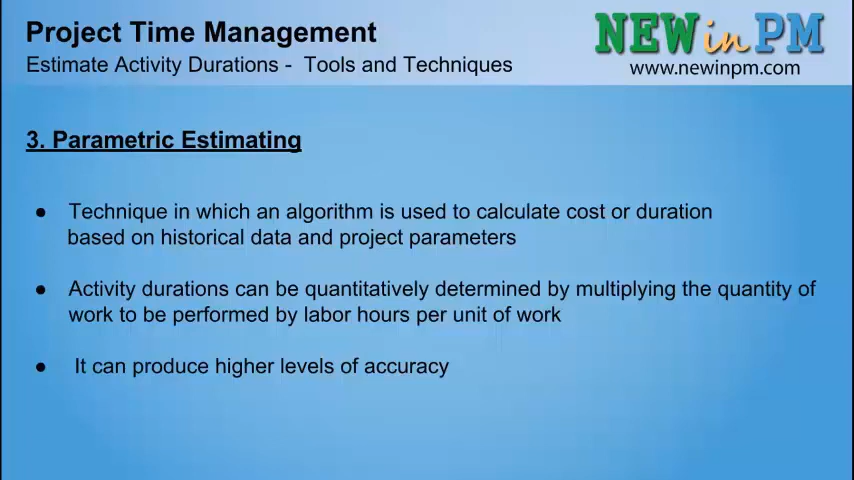 Project Time Management
Estimate Activity Durations - Tools and Techniques
NEW in PM
www.newinpm.com
3. Parametric Estimating
● Technique in which an algorithm is used to calculate cost or duration
based on historical data and project parameters
● Activity durations can be quantitatively determined by multiplying the quantity of
work to be performed by labor hours per unit of work
● It can produce higher levels of accuracy